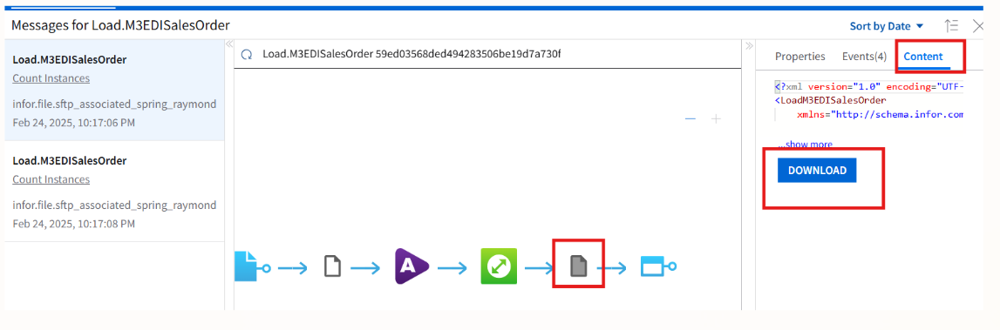 Messages for Load.M3EDISalesOrder
Sort by Date
Load.M3EDISalesOrder
Count Instances
infor.file.sftp_associated_spring_raymond
Feb 24, 2025, 10:17:06 PM
Load.M3EDISalesOrder
Count Instances
infor.file.sftp_associated_spring_raymond
Feb 24, 2025, 10:17:08 PM
Load.M3EDISalesOrder 59ed03568ded494283506be19d7a730f
A
Properties Events(4) Content
<?xml version="1.0" encoding="UTF-
<LoadM3EDISalesOrder
xmlns="http://schema.infor.com
...show more
DOWNLOAD